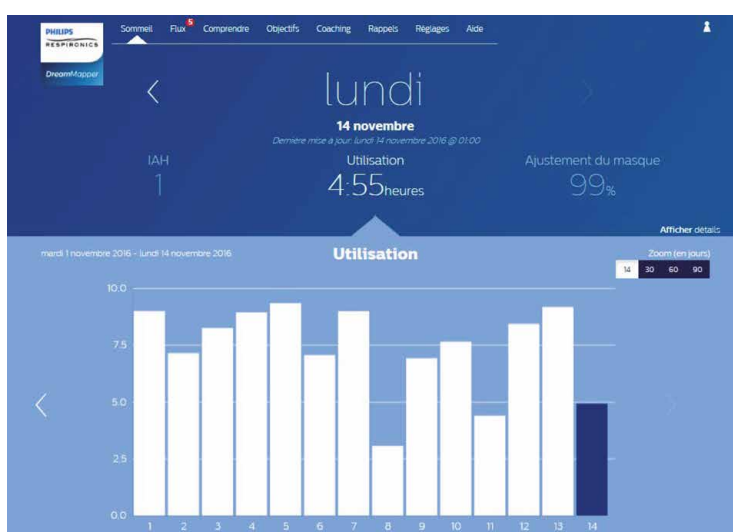 PHILIPS
RESPIRONICS
DreamMapper
Sommeil Flux 5 Comprendre Objectifs Coaching Rappels Réglages Aide
lundi
14 novembre
Dernière mise à jour: lundi 14 novembre 2016 @ 01:00
IAH
1
Utilisation
4:55 heures
Ajustement du masque
99%
Afficher détails
mardi 1 novembre 2016 - lundi 14 novembre 2016
Utilisation
Zoom (en jours)
14 30 60 90
10.0
7.5
5.0
2.5
0.0
1 2 3 4 5 6 7 8 9 10 11 12 13 14